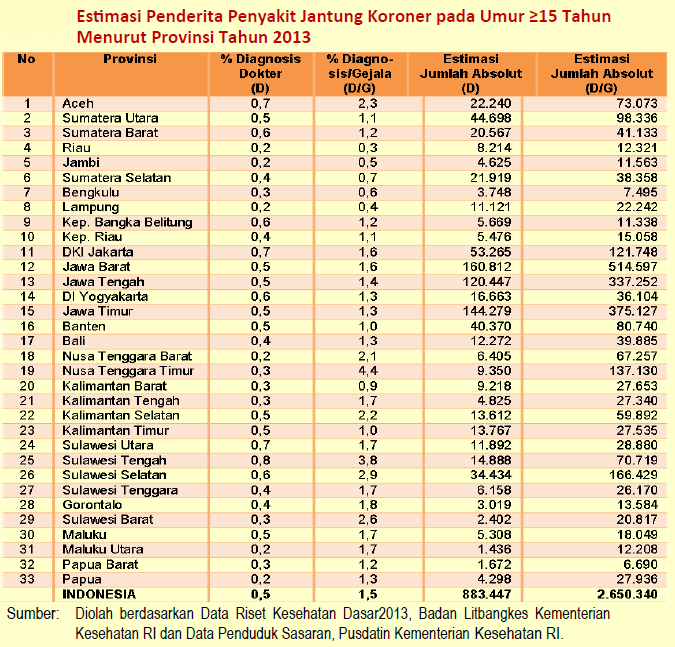 Estimasi Penderita Penyakit Jantung Koroner pada Umur ≥15 Tahun
Menurut Provinsi Tahun 2013
No Provinsi % Diagnosis Dokter (D) % Diagno-sis/Gejala (D/G) Estimasi Jumlah Absolut (D) Estimasi Jumlah Absolut (D/G)
1 Aceh 0,7 2,3 22.240 73.073
2 Sumatera Utara 0,5 1,1 44.698 98.336
3 Sumatera Barat 0,6 1,2 20.567 41.133
4 Riau 0,2 0,3 8.214 12.321
5 Jambi 0,2 0,5 4.625 11.563
6 Sumatera Selatan 0,4 0,7 21.919 38.358
7 Bengkulu 0,3 0,6 3.748 7.495
8 Lampung 0,2 0,4 11.121 22.242
9 Kep. Bangka Belitung 0,6 1,2 5.669 11.338
10 Kep. Riau 0,4 1,1 5.476 15.058
11 DKI Jakarta 0,7 1,6 53.265 121.748
12 Jawa Barat 0,5 1,6 160.812 514.597
13 Jawa Tengah 0,5 1,4 120.447 337.252
14 DI Yogyakarta 0,6 1,3 16.663 36.104
15 Jawa Timur 0,5 1,3 144.279 375.127
16 Banten 0,5 1,0 40.370 80.740
17 Bali 0,4 1,3 12.272 39.885
18 Nusa Tenggara Barat 0,2 2,1 6.405 67.257
19 Nusa Tenggara Timur 0,3 4,4 9.350 137.130
20 Kalimantan Barat 0,3 0,9 9.218 27.653
21 Kalimantan Tengah 0,3 1,7 4.825 27.340
22 Kalimantan Selatan 0,5 2,2 13.612 59.892
23 Kalimantan Timur 0,5 1,0 13.767 27.535
24 Sulawesi Utara 0,7 1,7 11.892 28.880
25 Sulawesi Tengah 0,8 3,8 14.888 70.719
26 Sulawesi Selatan 0,6 2,9 34.434 166.429
27 Sulawesi Tenggara 0,4 1,7 6.158 26.170
28 Gorontalo 0,4 1,8 3.019 13.584
29 Sulawesi Barat 0,3 2,6 2.402 20.817
30 Maluku 0,5 1,7 5.308 18.049
31 Maluku Utara 0,2 1,7 1.436 12.208
32 Papua Barat 0,3 1,2 1.672 6.690
33 Papua 0,2 1,3 4.298 27.936
INDONESIA 0,5 1,5 883.447 2.650.340
Sumber: Diolah berdasarkan Data Riset Kesehatan Dasar2013, Badan Litbangkes Kementerian
Kesehatan RI dan Data Penduduk Sasaran, Pusdatin Kementerian Kesehatan RI.